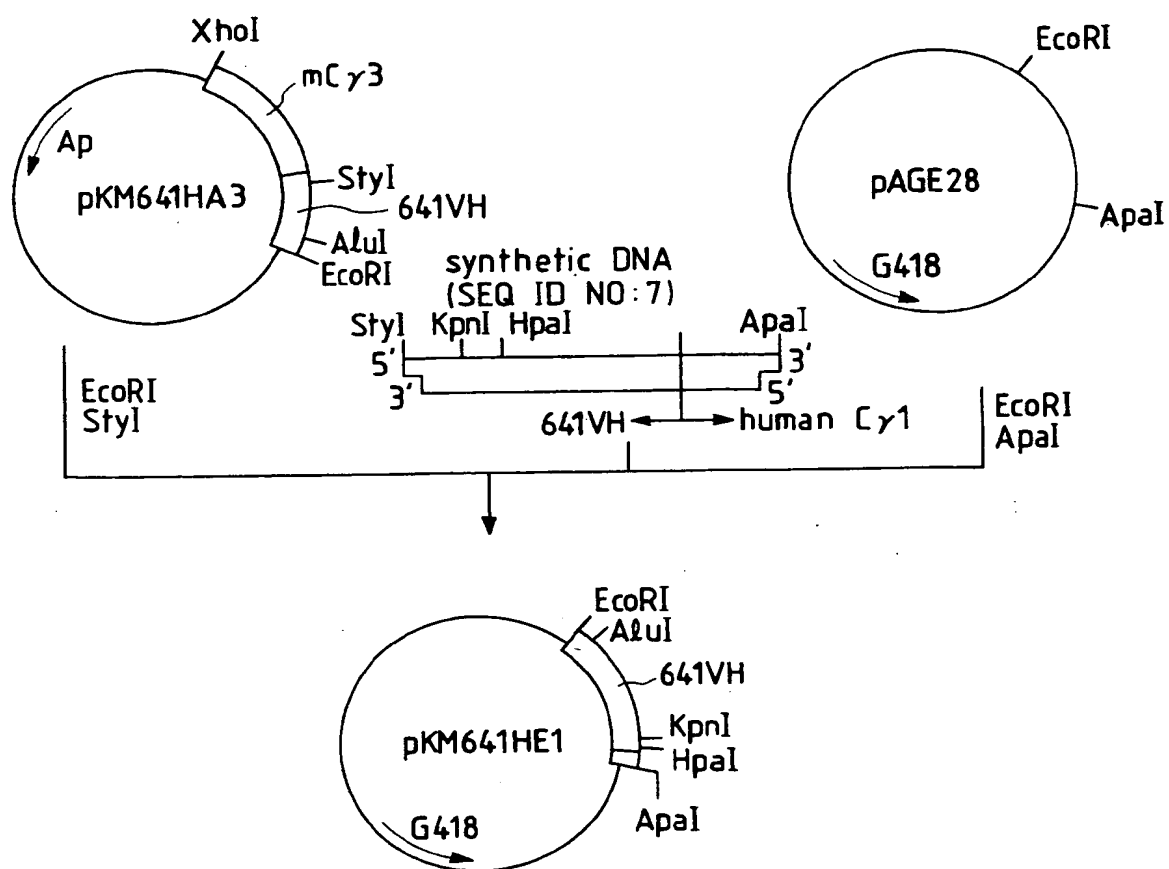 XhoI
mCγ3
Ap
pKM641HA3
StyI
641VH
AluI
EcoRI
EcoRI
pAGE28
ApaI
G418
synthetic DNA
(SEQ ID NO:7)
StyI KpnI HpaI ApaI
5′ 3′
3′ 5′
641VH human Cγ1
EcoRI
StyI
EcoRI
ApaI
EcoRI
AluI
641VH
KpnI
HpaI
ApaI
pKM641HE1
G418